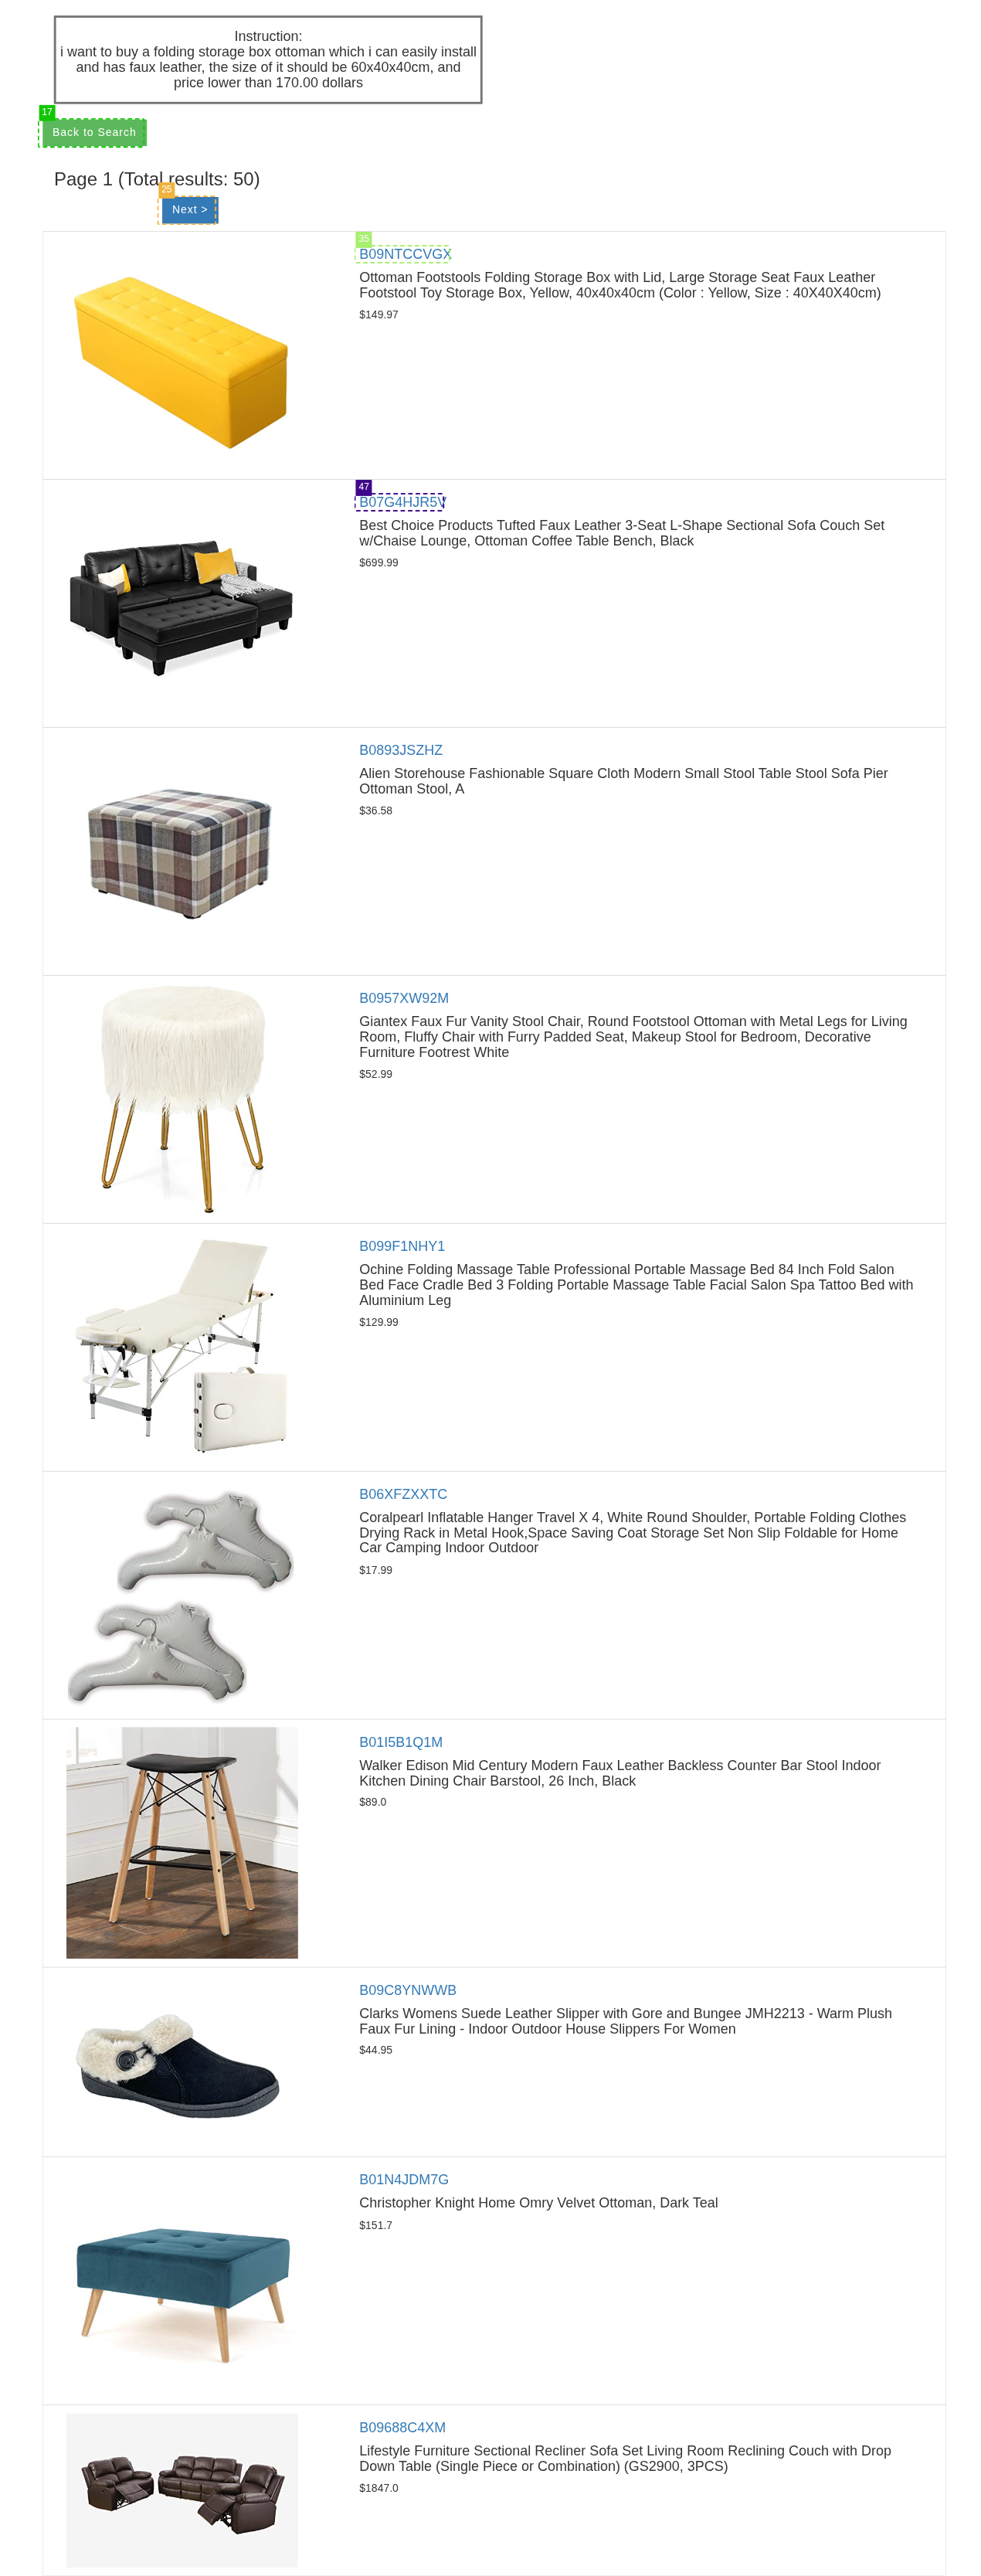 Instruction:
i want to buy a folding storage box ottoman which i can easily install
and has faux leather, the size of it should be 60x40x40cm, and
price lower than 170.00 dollars
17
Back to Search
Page 1 (Total results: 50)
25
Next >
35
B09NTCCVGX
Ottoman Footstools Folding Storage Box with Lid, Large Storage Seat Faux Leather
Footstool Toy Storage Box, Yellow, 40x40x40cm (Color : Yellow, Size : 40X40X40cm)
$149.97
47
B07G4HJR5V
Best Choice Products Tufted Faux Leather 3-Seat L-Shape Sectional Sofa Couch Set
w/Chaise Lounge, Ottoman Coffee Table Bench, Black
$699.99
B0893JSZHZ
Alien Storehouse Fashionable Square Cloth Modern Small Stool Table Stool Sofa Pier
Ottoman Stool, A
$36.58
B0957XW92M
Giantex Faux Fur Vanity Stool Chair, Round Footstool Ottoman with Metal Legs for Living
Room, Fluffy Chair with Furry Padded Seat, Makeup Stool for Bedroom, Decorative
Furniture Footrest White
$52.99
B099F1NHY1
Ochine Folding Massage Table Professional Portable Massage Bed 84 Inch Fold Salon
Bed Face Cradle Bed 3 Folding Portable Massage Table Facial Salon Spa Tattoo Bed with
Aluminium Leg
$129.99
B06XFZXXTC
Coralpearl Inflatable Hanger Travel X 4, White Round Shoulder, Portable Folding Clothes
Drying Rack in Metal Hook,Space Saving Coat Storage Set Non Slip Foldable for Home
Car Camping Indoor Outdoor
$17.99
B01I5B1Q1M
Walker Edison Mid Century Modern Faux Leather Backless Counter Bar Stool Indoor
Kitchen Dining Chair Barstool, 26 Inch, Black
$89.0
B09C8YNWWB
Clarks Womens Suede Leather Slipper with Gore and Bungee JMH2213 - Warm Plush
Faux Fur Lining - Indoor Outdoor House Slippers For Women
$44.95
B01N4JDM7G
Christopher Knight Home Omry Velvet Ottoman, Dark Teal
$151.7
B09688C4XM
Lifestyle Furniture Sectional Recliner Sofa Set Living Room Reclining Couch with Drop
Down Table (Single Piece or Combination) (GS2900, 3PCS)
$1847.0